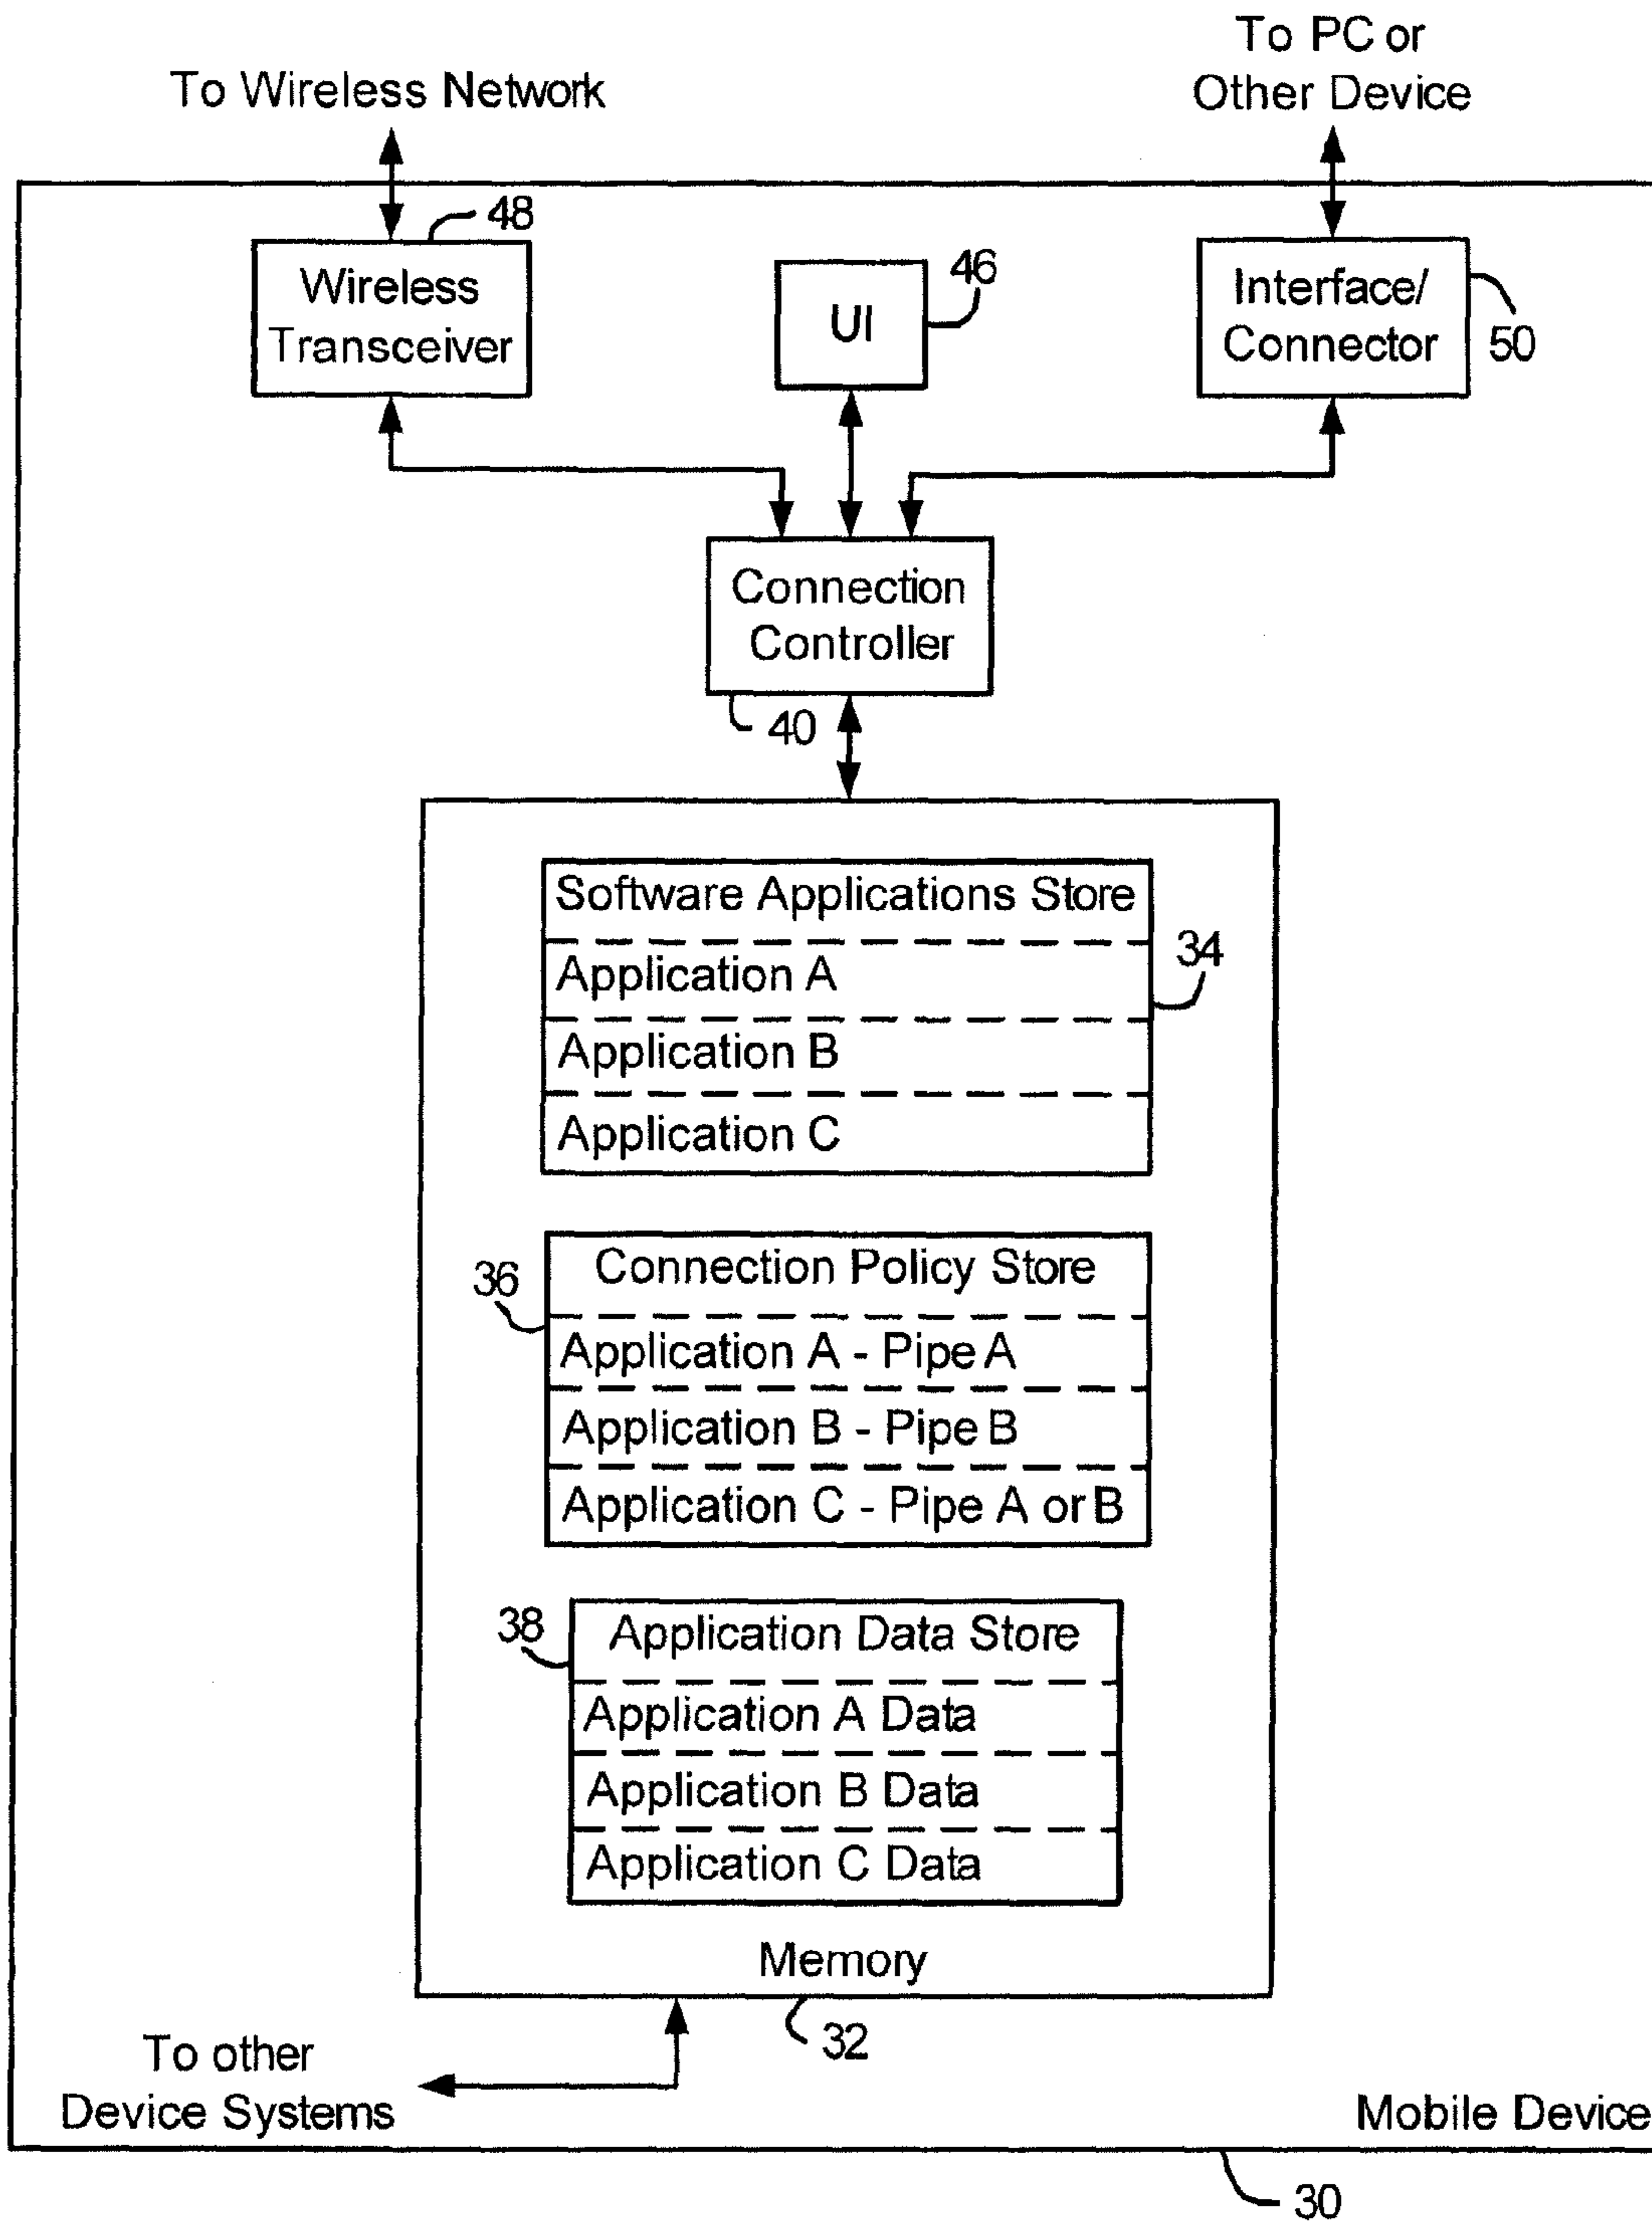 To Wireless Network
To PC or
Other Device
48
Wireless
Transceiver
46
UI
Interface/
Connector
50
Connection
Controller
40
Software Applications Store
Application A
Application B
Application C
34
Connection Policy Store
36
Application A - Pipe A
Application B - Pipe B
Application C - Pipe A or B
38
Application Data Store
Application A Data
Application B Data
Application C Data
Memory
32
To other
Device Systems
Mobile Device
30